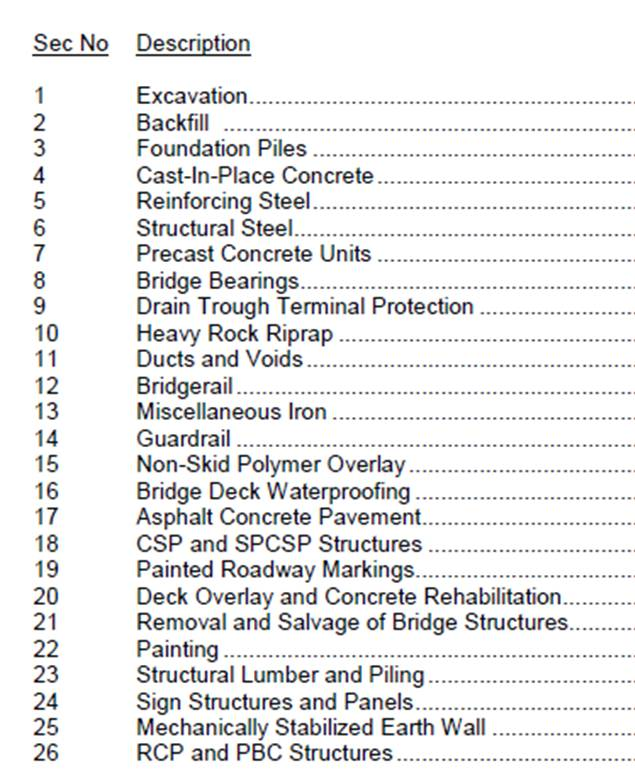 Sec No Description
1 Excavation
2 Backfill
3 Foundation Piles
4 Cast-In-Place Concrete
5 Reinforcing Steel
6 Structural Steel
7 Precast Concrete Units
8 Bridge Bearings
9 Drain Trough Terminal Protection
10 Heavy Rock Riprap
11 Ducts and Voids
12 Bridgerail
13 Miscellaneous Iron
14 Guardrail
15 Non-Skid Polymer Overlay
16 Bridge Deck Waterproofing
17 Asphalt Concrete Pavement
18 CSP and SPCSP Structures
19 Painted Roadway Markings
20 Deck Overlay and Concrete Rehabilitation
21 Removal and Salvage of Bridge Structures
22 Painting
23 Structural Lumber and Piling
24 Sign Structures and Panels
25 Mechanically Stabilized Earth Wall
26 RCP and PBC Structures